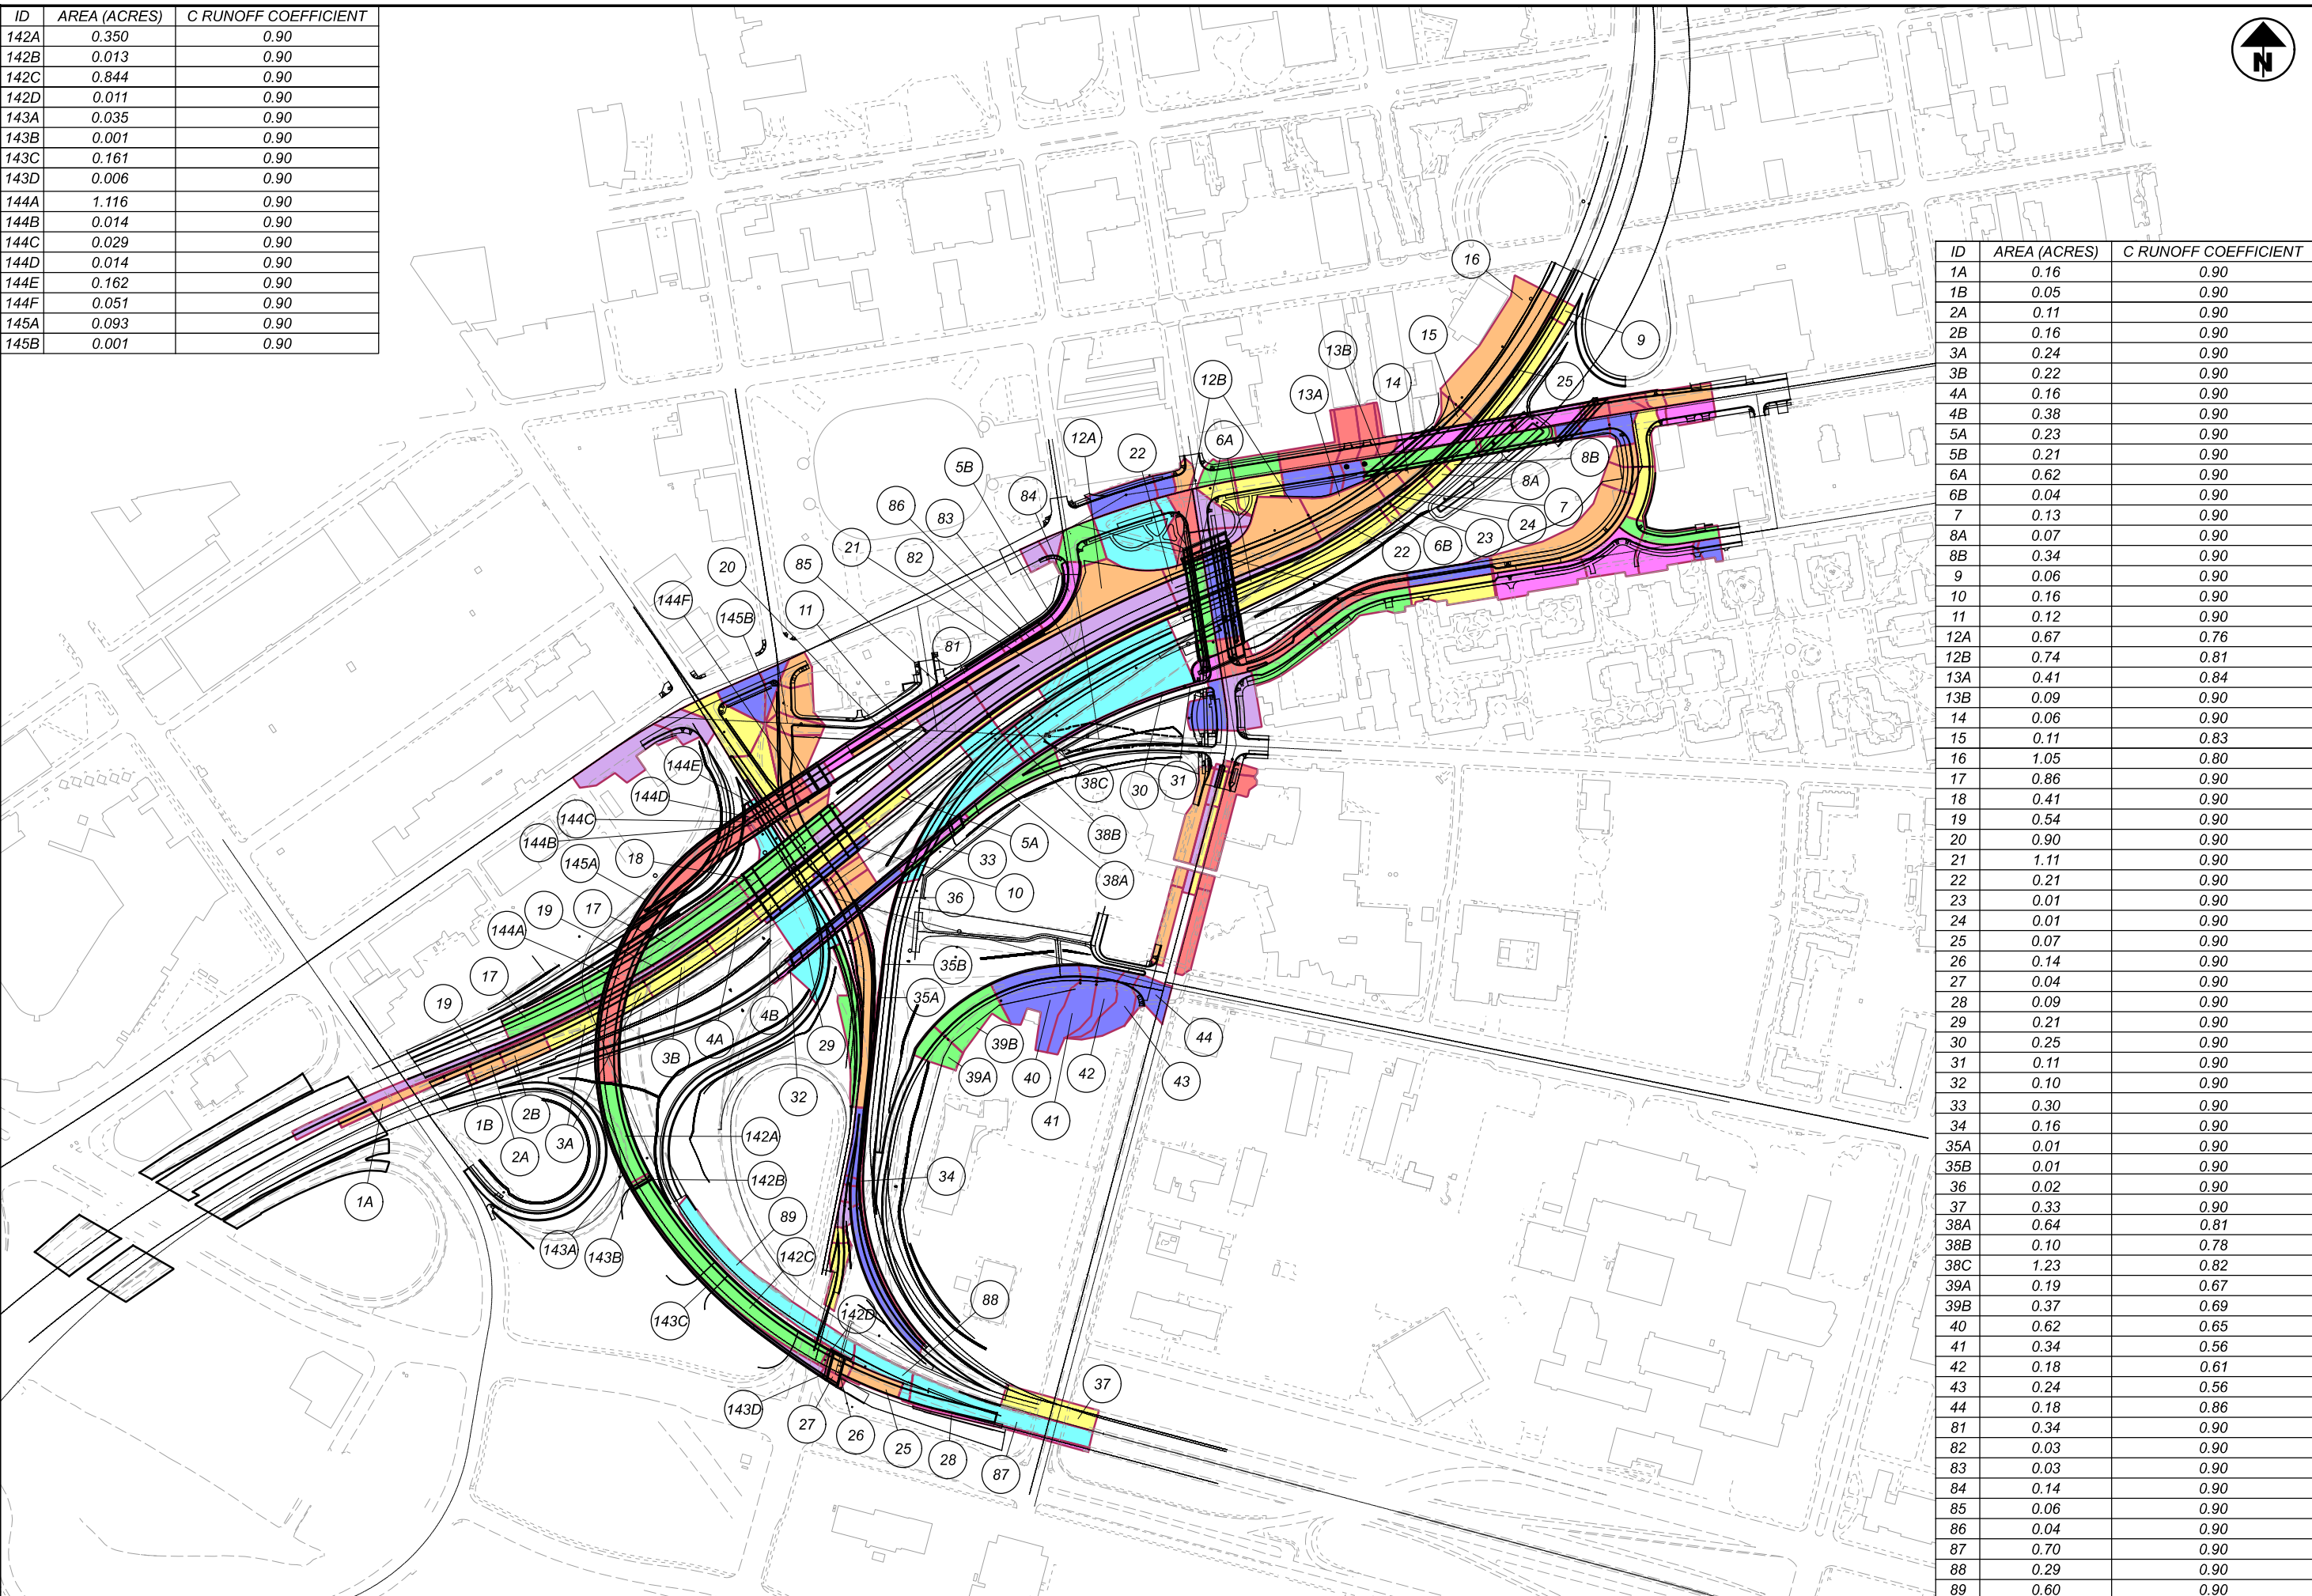 ID AREA (ACRES) C RUNOFF COEFFICIENT
142A 0.350 0.90
142B 0.013 0.90
142C 0.844 0.90
142D 0.011 0.90
143A 0.035 0.90
143B 0.001 0.90
143C 0.161 0.90
143D 0.006 0.90
144A 1.116 0.90
144B 0.014 0.90
144C 0.029 0.90
144D 0.014 0.90
144E 0.162 0.90
144F 0.051 0.90
145A 0.093 0.90
145B 0.001 0.90
N
ID AREA (ACRES) C RUNOFF COEFFICIENT
1A 0.16 0.90
1B 0.05 0.90
2A 0.11 0.90
2B 0.16 0.90
3A 0.24 0.90
3B 0.22 0.90
4A 0.16 0.90
4B 0.38 0.90
5A 0.23 0.90
5B 0.21 0.90
6A 0.62 0.90
6B 0.04 0.90
7 0.13 0.90
8A 0.07 0.90
8B 0.34 0.90
9 0.06 0.90
10 0.16 0.90
11 0.12 0.90
12A 0.67 0.76
12B 0.74 0.81
13A 0.41 0.84
13B 0.09 0.90
14 0.06 0.90
15 0.11 0.83
16 1.05 0.80
17 0.86 0.90
18 0.41 0.90
19 0.54 0.90
20 0.90 0.90
21 1.11 0.90
22 0.21 0.90
23 0.01 0.90
24 0.01 0.90
25 0.07 0.90
26 0.14 0.90
27 0.04 0.90
28 0.09 0.90
29 0.21 0.90
30 0.25 0.90
31 0.11 0.90
32 0.10 0.90
33 0.30 0.90
34 0.16 0.90
35A 0.01 0.90
35B 0.01 0.90
36 0.02 0.90
37 0.33 0.90
38A 0.64 0.81
38B 0.10 0.78
38C 1.23 0.82
39A 0.19 0.67
39B 0.37 0.69
40 0.62 0.65
41 0.34 0.56
42 0.18 0.61
43 0.24 0.56
44 0.18 0.86
81 0.34 0.90
82 0.03 0.90
83 0.03 0.90
84 0.14 0.90
85 0.06 0.90
86 0.04 0.90
87 0.70 0.90
88 0.29 0.90
89 0.60 0.90
16
15
9
13B
14
25
12B
13A
12A
6A
22
5B
8B
8A
84
86
83
7
24
21
82
23
6B
22
20
85
144F
11
145B
81
144E
38C
30
31
144D
144C
38B
144B
5A
18
33
145A
38A
10
36
17
19
144A
35B
17
35A
19
4B
44
4A
29
39B
3B
39A
40
42
43
32
2B
1B
41
3A
142A
2A
34
142B
1A
89
143A
143B
142C
88
142D
143C
37
143D
27
26
25
28
87